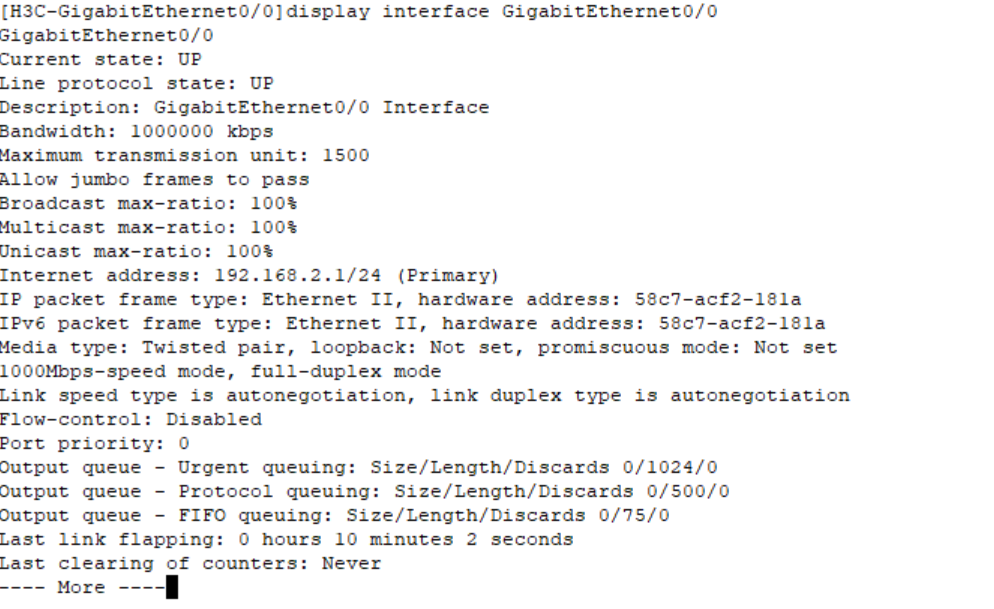 [H3C-GigabitEthernet0/0]display interface GigabitEthernet0/0
GigabitEthernet0/0
Current state: UP
Line protocol state: UP
Description: GigabitEthernet0/0 Interface
Bandwidth: 1000000 kbps
Maximum transmission unit: 1500
Allow jumbo frames to pass
Broadcast max-ratio: 100%
Multicast max-ratio: 100%
Unicast max-ratio: 100%
Internet address: 192.168.2.1/24 (Primary)
IP packet frame type: Ethernet II, hardware address: 58c7-acf2-181a
IPv6 packet frame type: Ethernet II, hardware address: 58c7-acf2-181a
Media type: Twisted pair, loopback: Not set, promiscuous mode: Not set
1000Mbps-speed mode, full-duplex mode
Link speed type is autonegotiation, link duplex type is autonegotiation
Flow-control: Disabled
Port priority: 0
Output queue - Urgent queuing: Size/Length/Discards 0/1024/0
Output queue - Protocol queuing: Size/Length/Discards 0/500/0
Output queue - FIFO queuing: Size/Length/Discards 0/75/0
Last link flapping: 0 hours 10 minutes 2 seconds
Last clearing of counters: Never
---- More ----